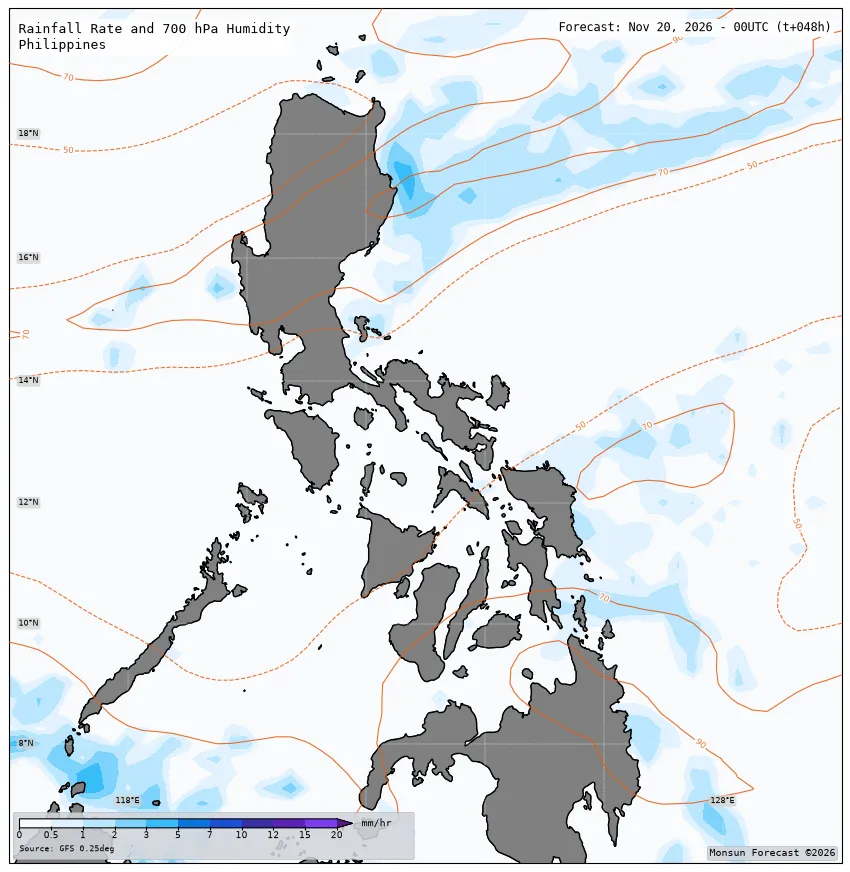 Rainfall Rate and 700 hPa Humidity
Philippines
Forecast: Nov 20, 2026 - 00UTC (t+048h)
90
70
18°N
50
70
50
16°N
70
14°N
50
70
12°N
50
10°N
70
8°N
90
118°E
128°E
mm/hr
0 0.5 1 2 3 5 7 10 12 15 20
Source: GFS 0.25deg
Monsun Forecast ©2026